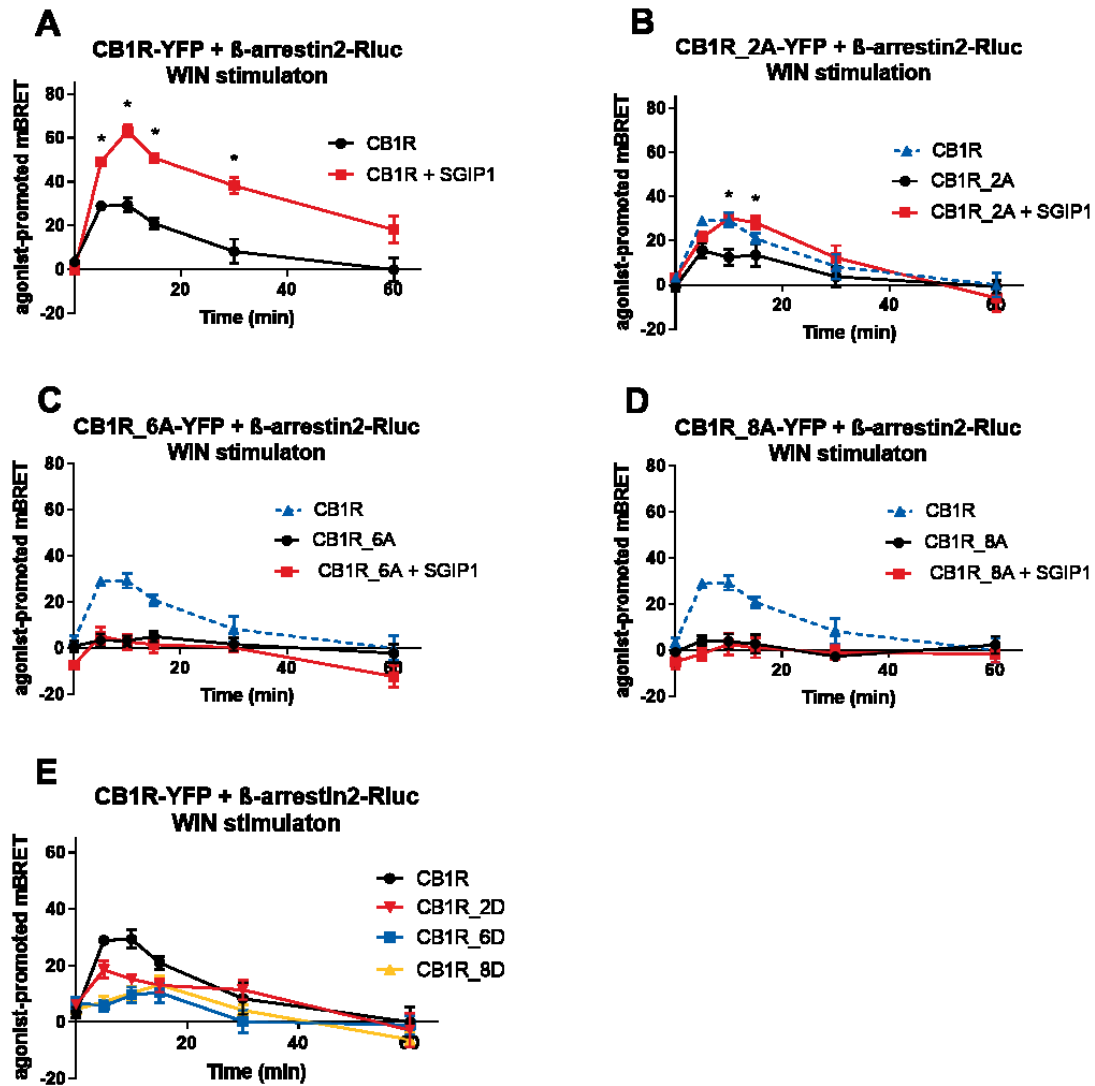 A
CB1R-YFP + ß-arrestin2-Rluc
WIN stimulaton
agonist-promoted mBRET
80
60
40
20
0
-20
20
40
60
Time (min)
* * * *
CB1R
CB1R + SGIP1
B
CB1R_2A-YFP + ß-arrestin2-Rluc
WIN stimulation
agonist-promoted mBRET
80
60
40
20
0
-20
20
40
60
Time (min)
* *
CB1R
CB1R_2A
CB1R_2A + SGIP1
C
CB1R_6A-YFP + ß-arrestin2-Rluc
WIN stimulaton
agonist-promoted mBRET
80
60
40
20
0
-20
20
40
60
Time (min)
CB1R
CB1R_6A
CB1R_6A + SGIP1
D
CB1R_8A-YFP + ß-arrestin2-Rluc
WIN stimulaton
agonist-promoted mBRET
80
60
40
20
0
-20
20
40
60
Time (min)
CB1R
CB1R_8A
CB1R_8A + SGIP1
E
CB1R-YFP + ß-arrestin2-Rluc
WIN stimulaton
agonist-promoted mBRET
60
40
20
0
-20
20
40
60
Time (min)
CB1R
CB1R_2D
CB1R_6D
CB1R_8D